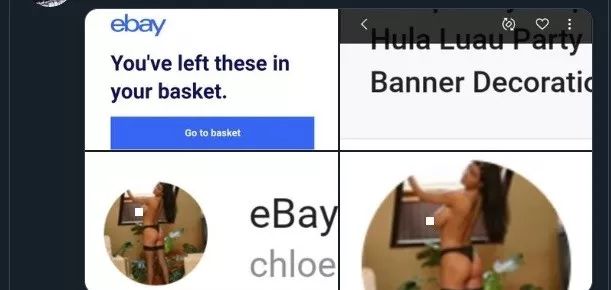 ebay
You've left these in
your basket.
Go to basket
Hula Luau Party
Banner Decoratio
eBay
chloe